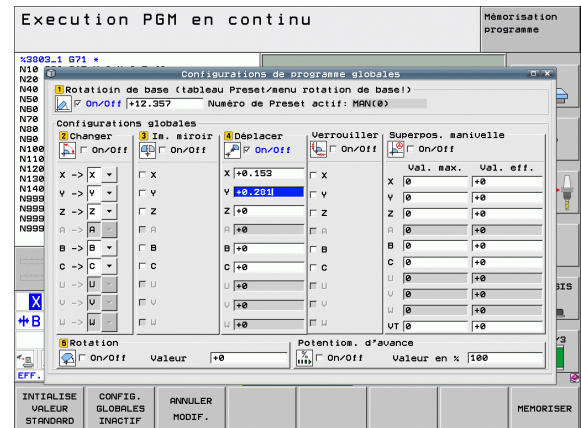 Execution PGM en continu
Mémorisation programme
%3803_1 G71 *
N10
N20
N40
N50
N60
N70
N80
N90
N100
N110
N120
N130
N140
N999
N999
N999
N999
Configurations de programme globales
1 Rotatioin de base (tableau Preset/menu rotation de base!)
On/Off +12.357 Numéro de Preset actif: MAN(0)
Configurations globales
2 Changer 3 Im. miroir 4 Déplacer Verrouiller Superpos. manivelle
On/Off On/Off On/Off On/Off On/Off
Val. max. Val. eff.
X -> X X X +0.153 X X 0 +0
Y -> Y Y Y +0.281 Y Y 0 +0
Z -> Z Z Z +0 Z Z 0 +0
A -> A A A +0 A A 0 +0
B -> B B B +0 B B 0 +0
C -> C C C +0 C C 0 +0
U -> U U U +0 U U 0 +0
V -> V V V +0 V V 0 +0
W -> W W W +0 W W 0 +0
VT 0 +0
5 Rotation Potentiom. d'avance
On/Off Valeur +0 On/Off Valeur en % 100
X
+B
EFF.
INTIALISE VALEUR STANDARD
CONFIG. GLOBALES INACTIF
ANNULER MODIF.
MEMORISER